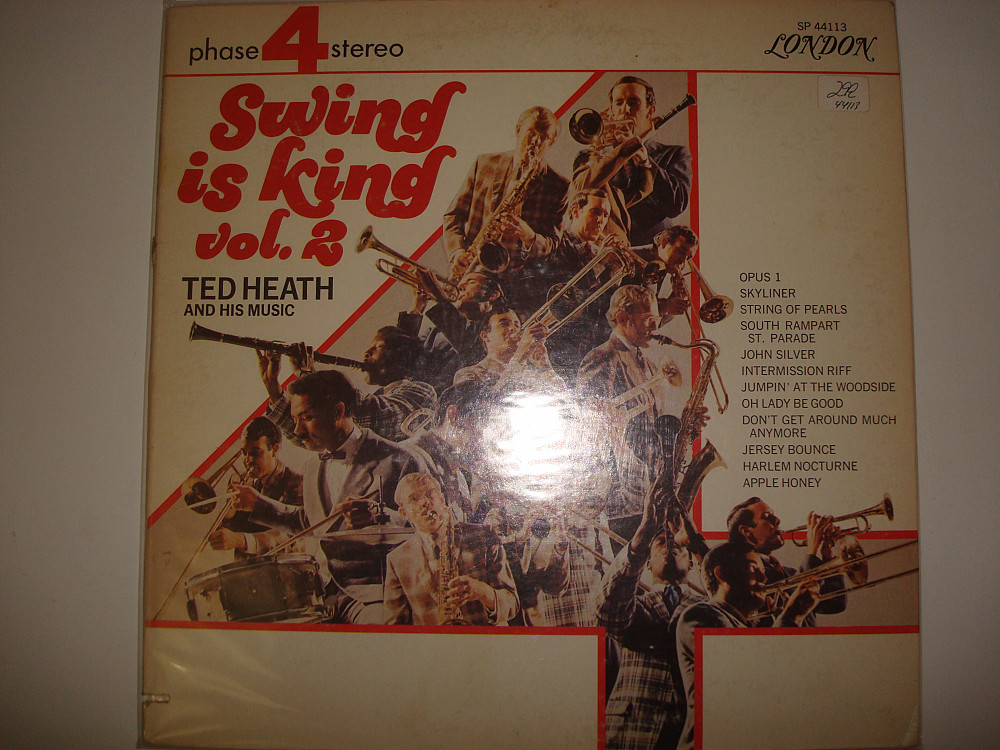 phase 4 stereo
SP 44113
LONDON
Swing
is king
vol. 2
TED HEATH
AND HIS MUSIC
44113
OPUS 1
SKYLINER
STRING OF PEARLS
SOUTH RAMPART
ST. PARADE
JOHN SILVER
INTERMISSION RIFF
JUMPIN' AT THE WOODSIDE
OH LADY BE GOOD
DON'T GET AROUND MUCH
ANYMORE
JERSEY BOUNCE
HARLEM NOCTURNE
APPLE HONEY